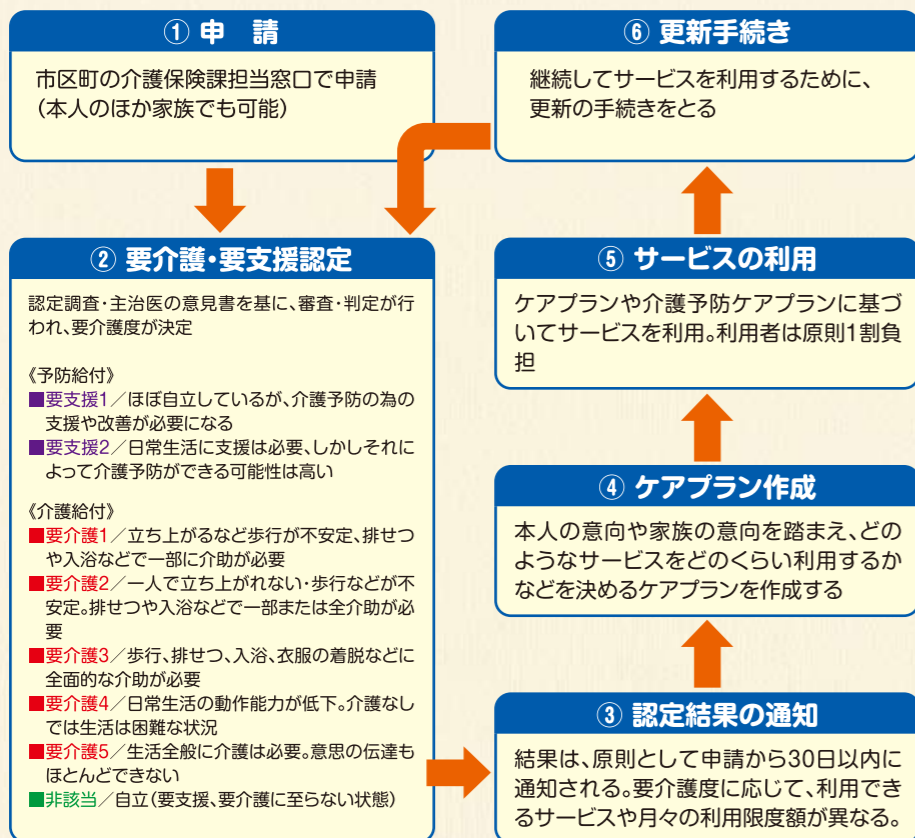 ① 申　請
市区町の介護保険課担当窓口で申請
（本人のほか家族でも可能）
② 要介護・要支援認定
認定調査・主治医の意見書を基に、審査・判定が行
われ、要介護度が決定
《予防給付》
■要支援1／ほぼ自立しているが、介護予防の為の
支援や改善が必要になる
■要支援2／日常生活に支援は必要、しかしそれに
よって介護予防ができる可能性は高い
《介護給付》
■要介護1／立ち上がるなど歩行が不安定、排せつ
や入浴などで一部に介助が必要
■要介護2／一人で立ち上がれない・歩行などが不
安定。排せつや入浴などで一部または全介助が必
要
■要介護3／歩行、排せつ、入浴、衣服の着脱などに
全面的な介助が必要
■要介護4／日常生活の動作能力が低下。介護なし
では生活は困難な状況
■要介護5／生活全般に介護は必要。意思の伝達も
ほとんどできない
■非該当／自立（要支援、要介護に至らない状態）
③ 認定結果の通知
結果は、原則として申請から30日以内に
通知される。要介護度に応じて、利用でき
るサービスや月々の利用限度額が異なる。
④ ケアプラン作成
本人の意向や家族の意向を踏まえ、どの
ようなサービスをどのくらい利用するか
などを決めるケアプランを作成する
⑤ サービスの利用
ケアプランや介護予防ケアプランに基づ
いてサービスを利用。利用者は原則1割負
担
⑥ 更新手続き
継続してサービスを利用するために、
更新の手続きをとる